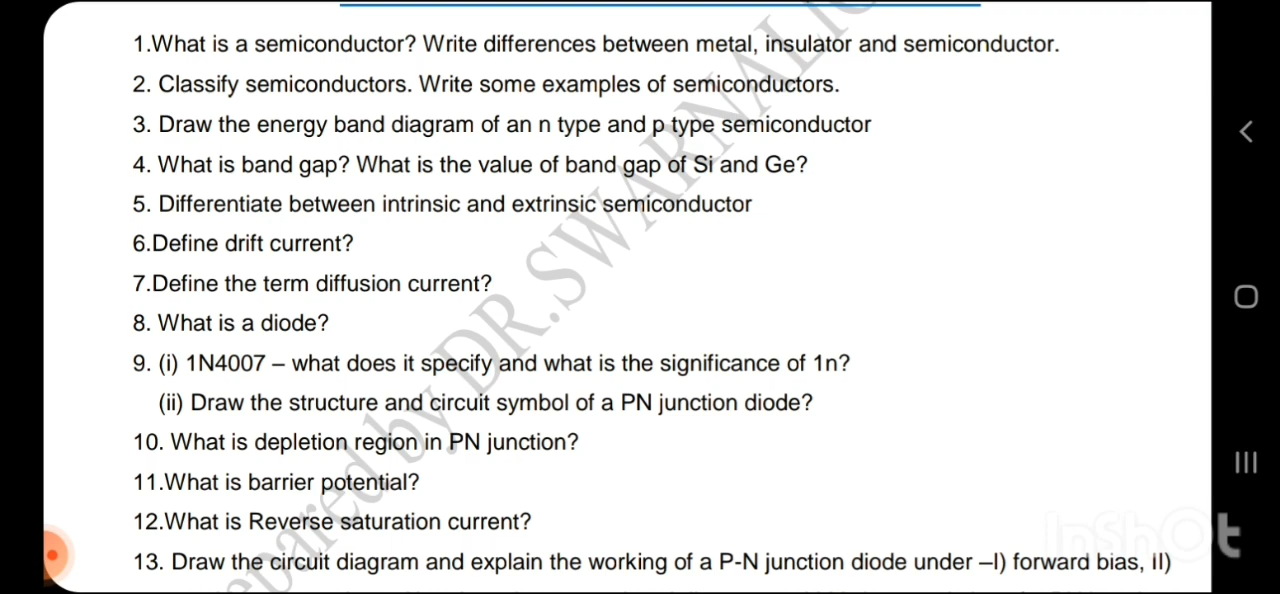 1.What is a semiconductor? Write differences between metal, insulator and semiconductor.
2. Classify semiconductors. Write some examples of semiconductors.
3. Draw the energy band diagram of an n type and p type semiconductor
4. What is band gap? What is the value of band gap of Si and Ge?
5. Differentiate between intrinsic and extrinsic semiconductor
6.Define drift current?
7.Define the term diffusion current?
8. What is a diode?
9. (i) 1N4007 – what does it specify and what is the significance of 1n?
(ii) Draw the structure and circuit symbol of a PN junction diode?
10. What is depletion region in PN junction?
11.What is barrier potential?
12.What is Reverse saturation current?
13. Draw the circuit diagram and explain the working of a P-N junction diode under –I) forward bias, II)
epared by DR.SWARNALI
InShOt